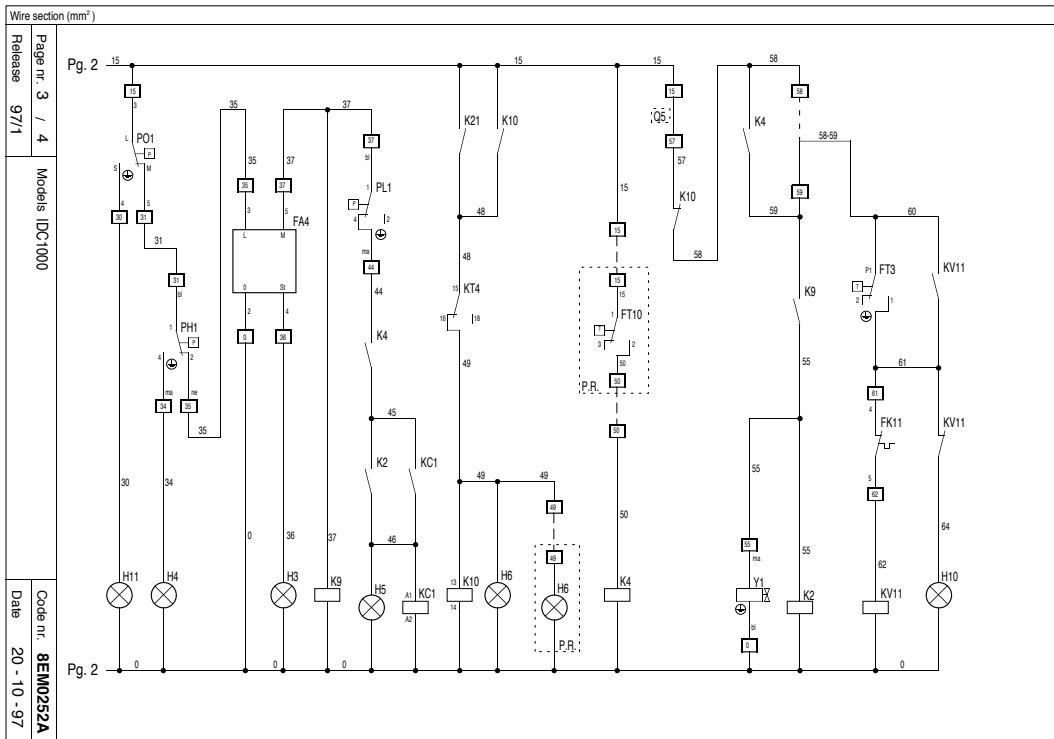 Wire section (mm²)
Page nr. 3 / 4
Release 97/1
Models IDC1000
Code nr. 8EM0252A
Date 20 - 10 - 97
Pg. 2
15
15
15
58
15
3
L
PO1
P
S
M
4
5
30
31
31
31
bl
1
PH1
P
4
2
ma
ne
34
35
35
30
34
H11
H4
35
35
35
3
37
37
37
5
FA4
L
M
0
St
2
4
0
36
0
36
H3
37
K9
37
bl
1
PL1
P
4
2
ma
44
44
K4
45
K2
KC1
46
H5
A1
KC1
A2
K21
K10
48
48
15
KT4
16
18
49
49
49
49
49
13
K10
14
H6
H6
P.R.
15
15
15
15
1
FT10
T
3
2
50
50
P.R.
50
50
K4
15
Q5
57
57
K10
58
K4
58
58-59
59
59
K9
55
55
55
ma
Y1
bl
0
55
K2
60
P1
FT3
T
2
1
KV11
61
61
4
FK11
5
62
62
KV11
KV11
64
H10
Pg. 2
0
0
0
0